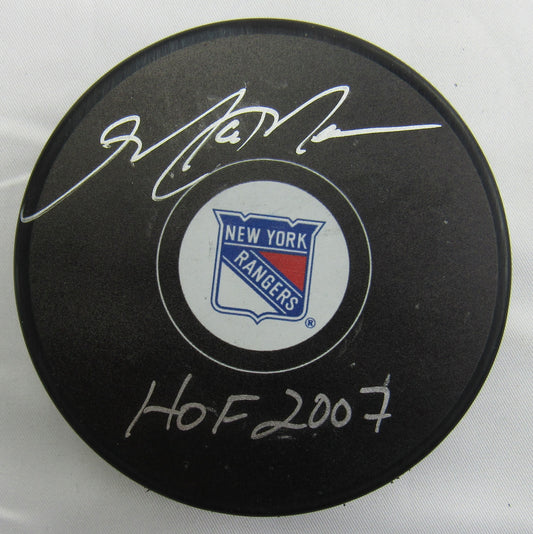 NEW YORK
RANGERS
®
HOF 2007